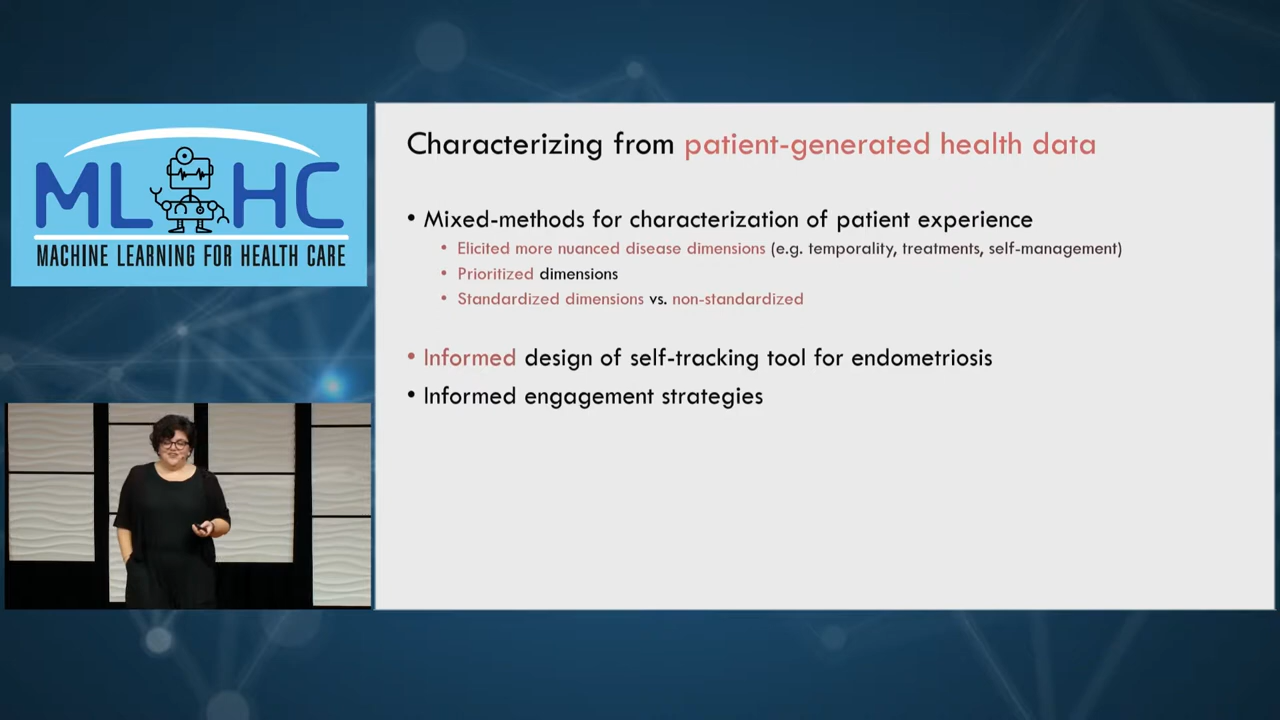 ML HC
MACHINE LEARNING FOR HEALTH CARE
Characterizing from patient-generated health data
• Mixed-methods for characterization of patient experience
• Elicited more nuanced disease dimensions (e.g. temporality, treatments, self-management)
• Prioritized dimensions
• Standardized dimensions vs. non-standardized
• Informed design of self-tracking tool for endometriosis
• Informed engagement strategies